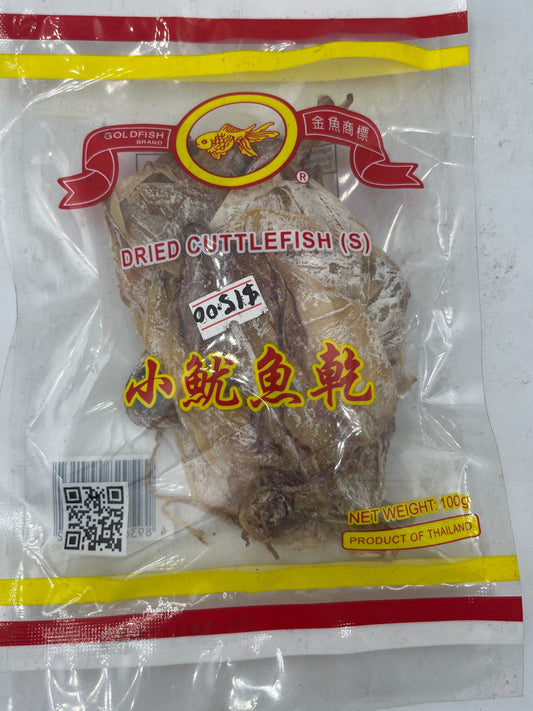 GOLDFISH
BRAND
金魚商標
®
DRIED CUTTLEFISH (S)
$15.00
小魷魚乾
NET WEIGHT: 100g
PRODUCT OF THAILAND